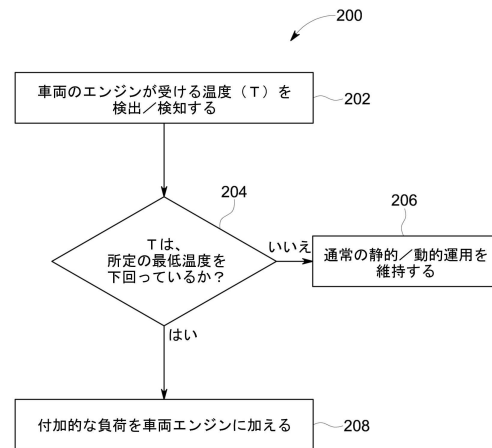 200
車両のエンジンが受ける温度（T）を
検出／検知する
202
204
Tは、
所定の最低温度を
下回っているか？
いいえ
206
通常の静的／動的運用を
維持する
はい
付加的な負荷を車両エンジンに加える
208